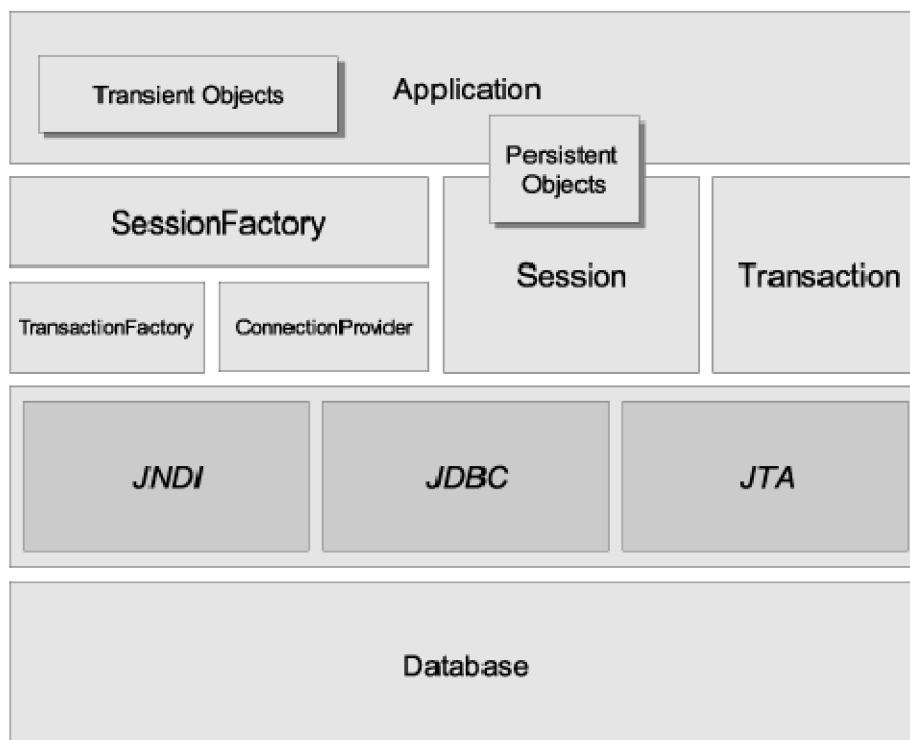 Transient Objects
Application
Persistent
Objects
SessionFactory
Session
Transaction
TransactionFactory
ConnectionProvider
JNDI
JDBC
JTA
Database